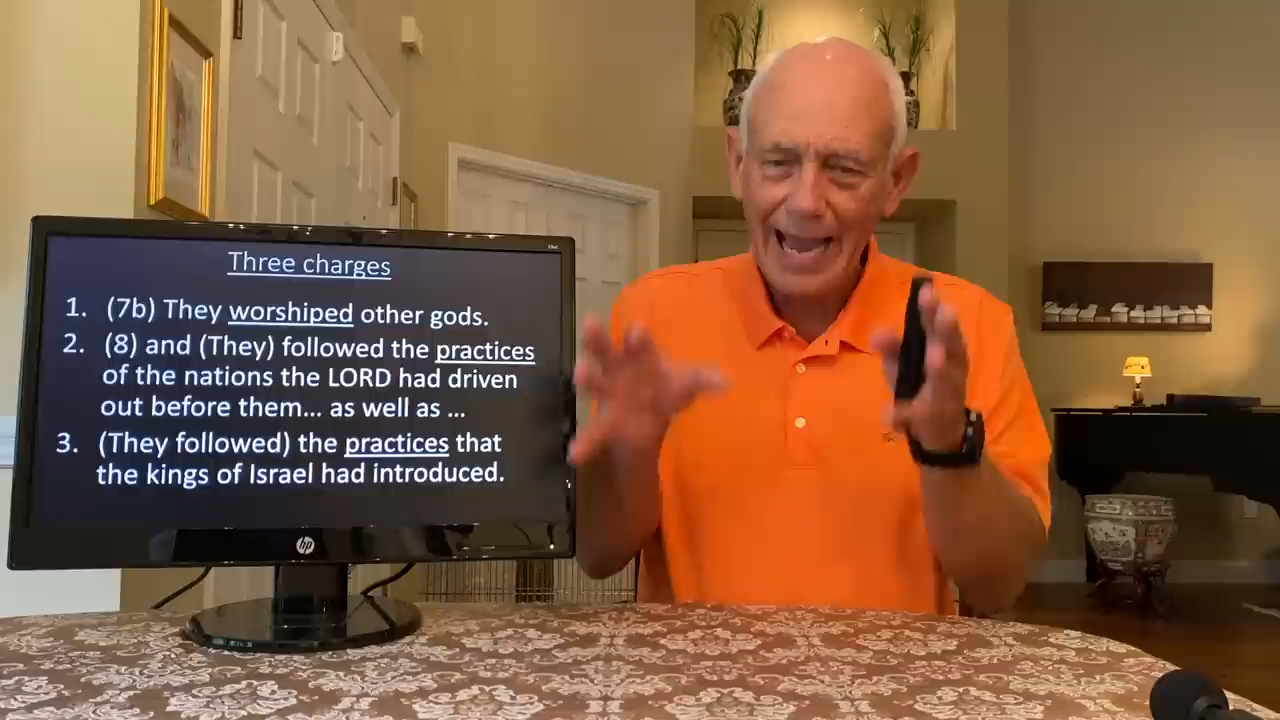 Three charges
1. (7b) They worshiped other gods.
2. (8) and (They) followed the practices
of the nations the LORD had driven
out before them... as well as ...
3. (They followed) the practices that
the kings of Israel had introduced.
hp